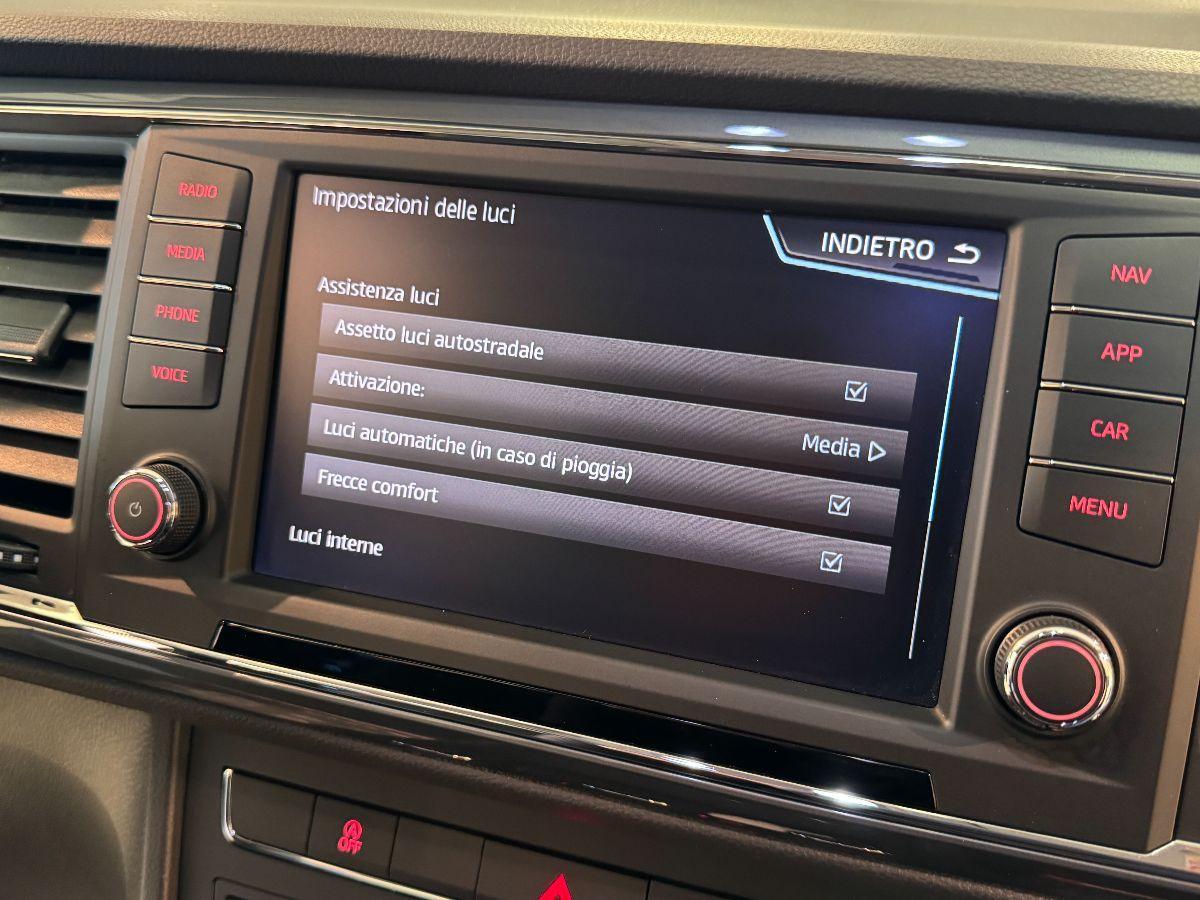 RADIO
MEDIA
PHONE
VOICE
Impostazioni delle luci
INDIETRO
Assistenza luci
Assetto luci autostradale
Attivazione:
Media
Luci automatiche (in caso di pioggia)
Frecce comfort
Luci interne
NAV
APP
CAR
MENU
A
OFF